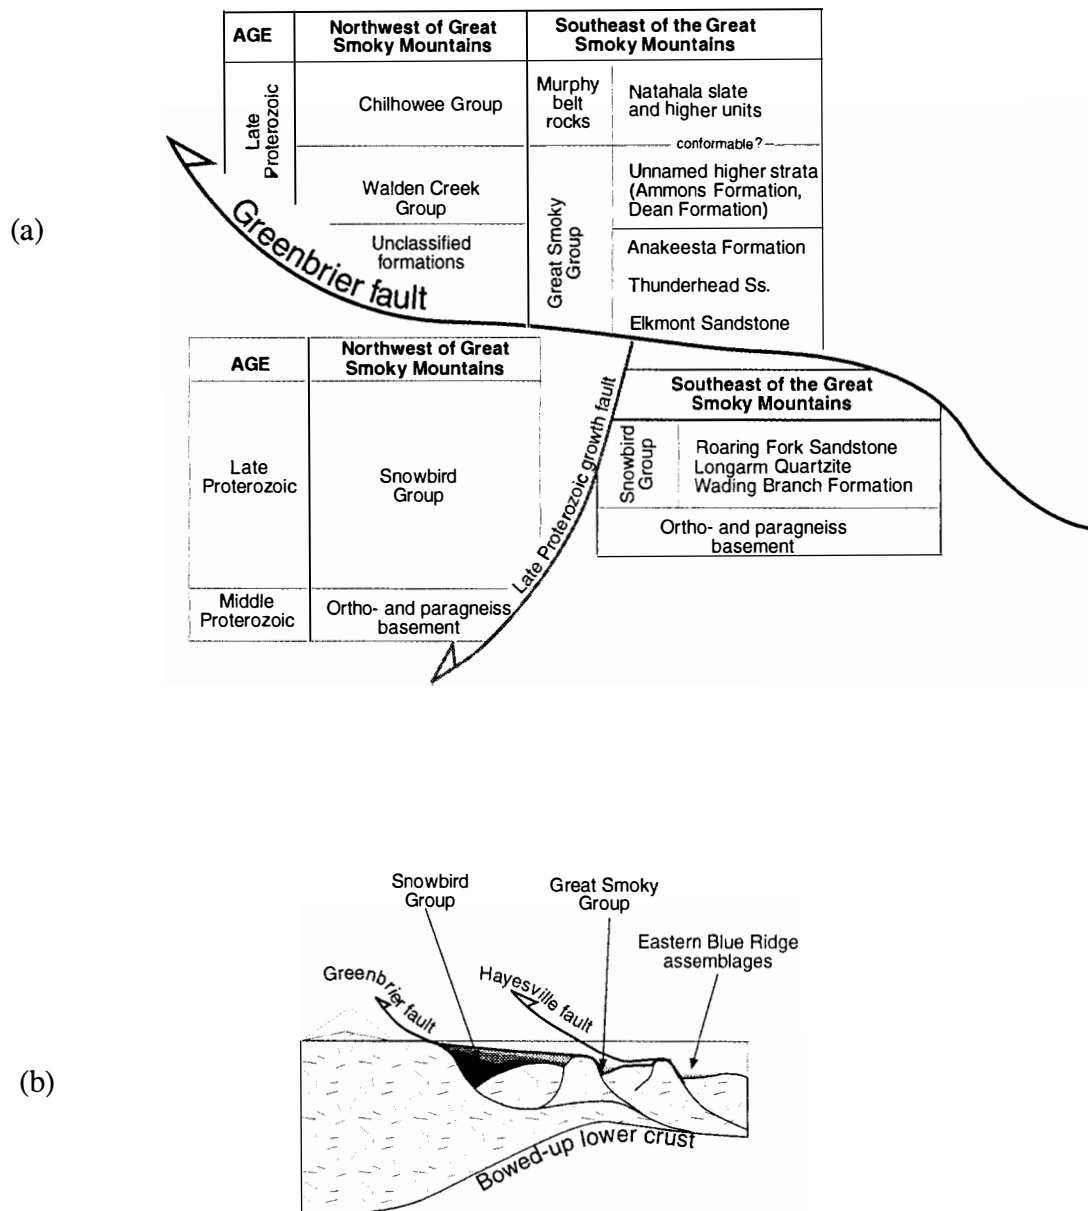 (a)
AGE
Northwest of Great
Smoky Mountains
Southeast of the Great
Smoky Mountains
Late
Proterozoic
Chilhowee Group
Murphy
belt
rocks
Natahala slate
and higher units
conformable?
Walden Creek
Group
Unclassified
formations
Great Smoky
Group
Unnamed higher strata
(Ammons Formation,
Dean Formation)
Anakeesta Formation
Thunderhead Ss.
Elkmont Sandstone
Greenbrier fault
AGE
Northwest of Great
Smoky Mountains
Late
Proterozoic
Snowbird
Group
Middle
Proterozoic
Ortho- and paragneiss
basement
Late Proterozoic growth fault
Southeast of the Great
Smoky Mountains
Snowbird
Group
Roaring Fork Sandstone
Longarm Quartzite
Wading Branch Formation
Ortho- and paragneiss
basement
(b)
Snowbird
Group
Great Smoky
Group
Eastern Blue Ridge
assemblages
Greenbrier fault
Hayesville fault
Bowed-up lower crust